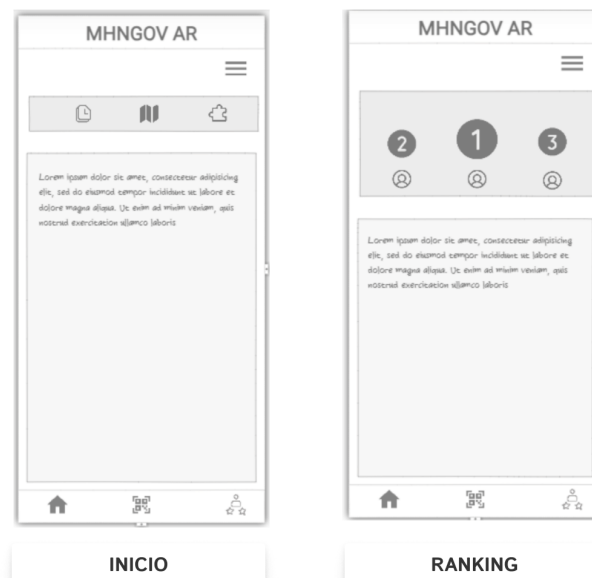 MHNGOV AR
Lorem ipsum dolor sit amet, consectetur adipisicing
elit, sed do eiusmod tempor incididunt ut labore et
dolore magna aliqua. Ut enim ad minim veniam, quis
nostrud exercitation ullamco laboris
INICIO
MHNGOV AR
2
1
3
Lorem ipsum dolor sit amet, consectetur adipisicing
elit, sed do eiusmod tempor incididunt ut labore et
dolore magna aliqua. Ut enim ad minim veniam, quis
nostrud exercitation ullamco laboris
RANKING